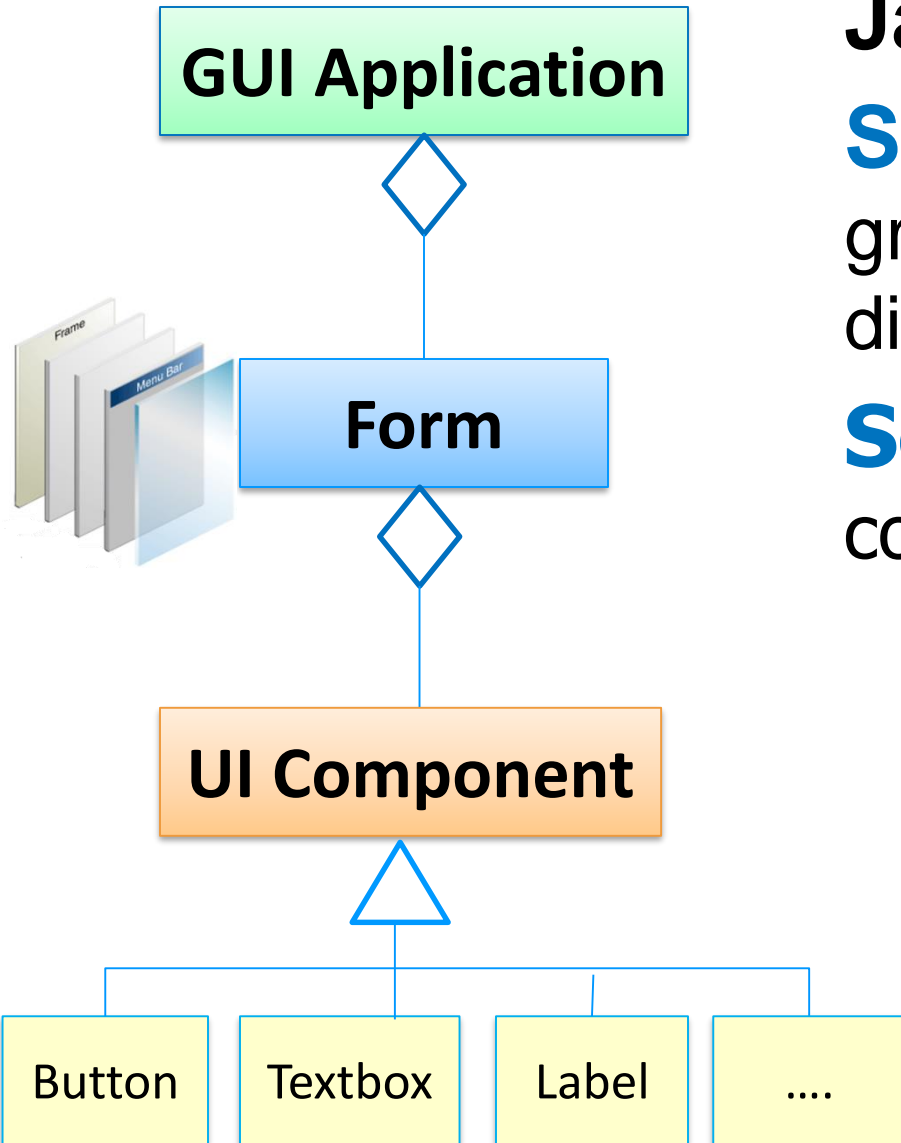 GUI Application
Frame
Menu Bar
Form
UI Component
Button
Textbox
Label
....